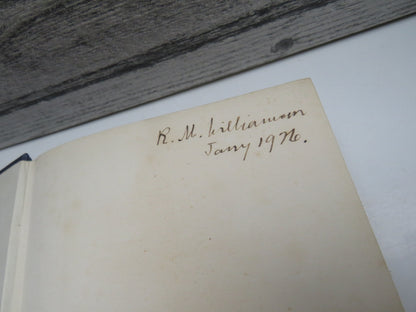 R. M. Williamson
Jany 1926.